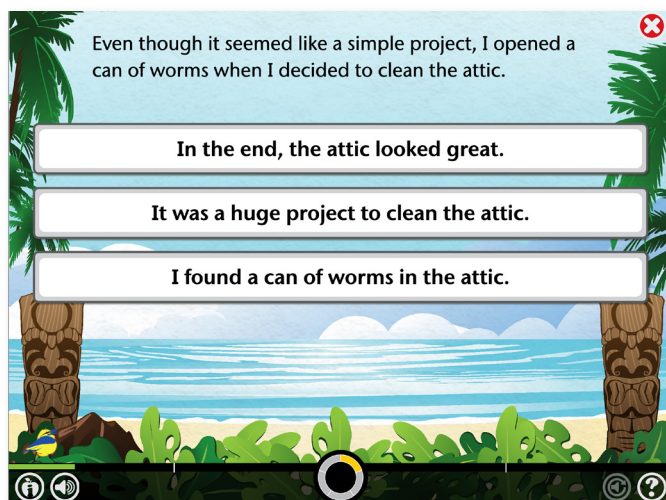 Even though it seemed like a simple project, I opened a
can of worms when I decided to clean the attic.
In the end, the attic looked great.
It was a huge project to clean the attic.
I found a can of worms in the attic.